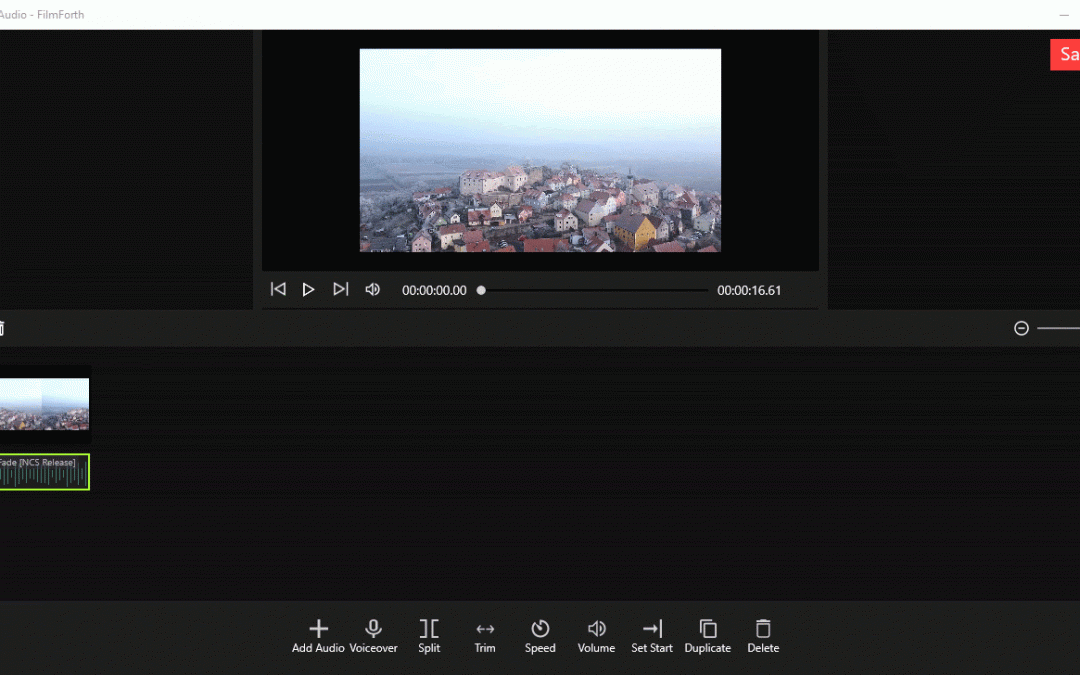 Audio - FilmForth
Sa
00:00:00.00
00:00:16.61
Fade [NCS Release]
Add Audio Voiceover Split Trim Speed Volume Set Start Duplicate Delete